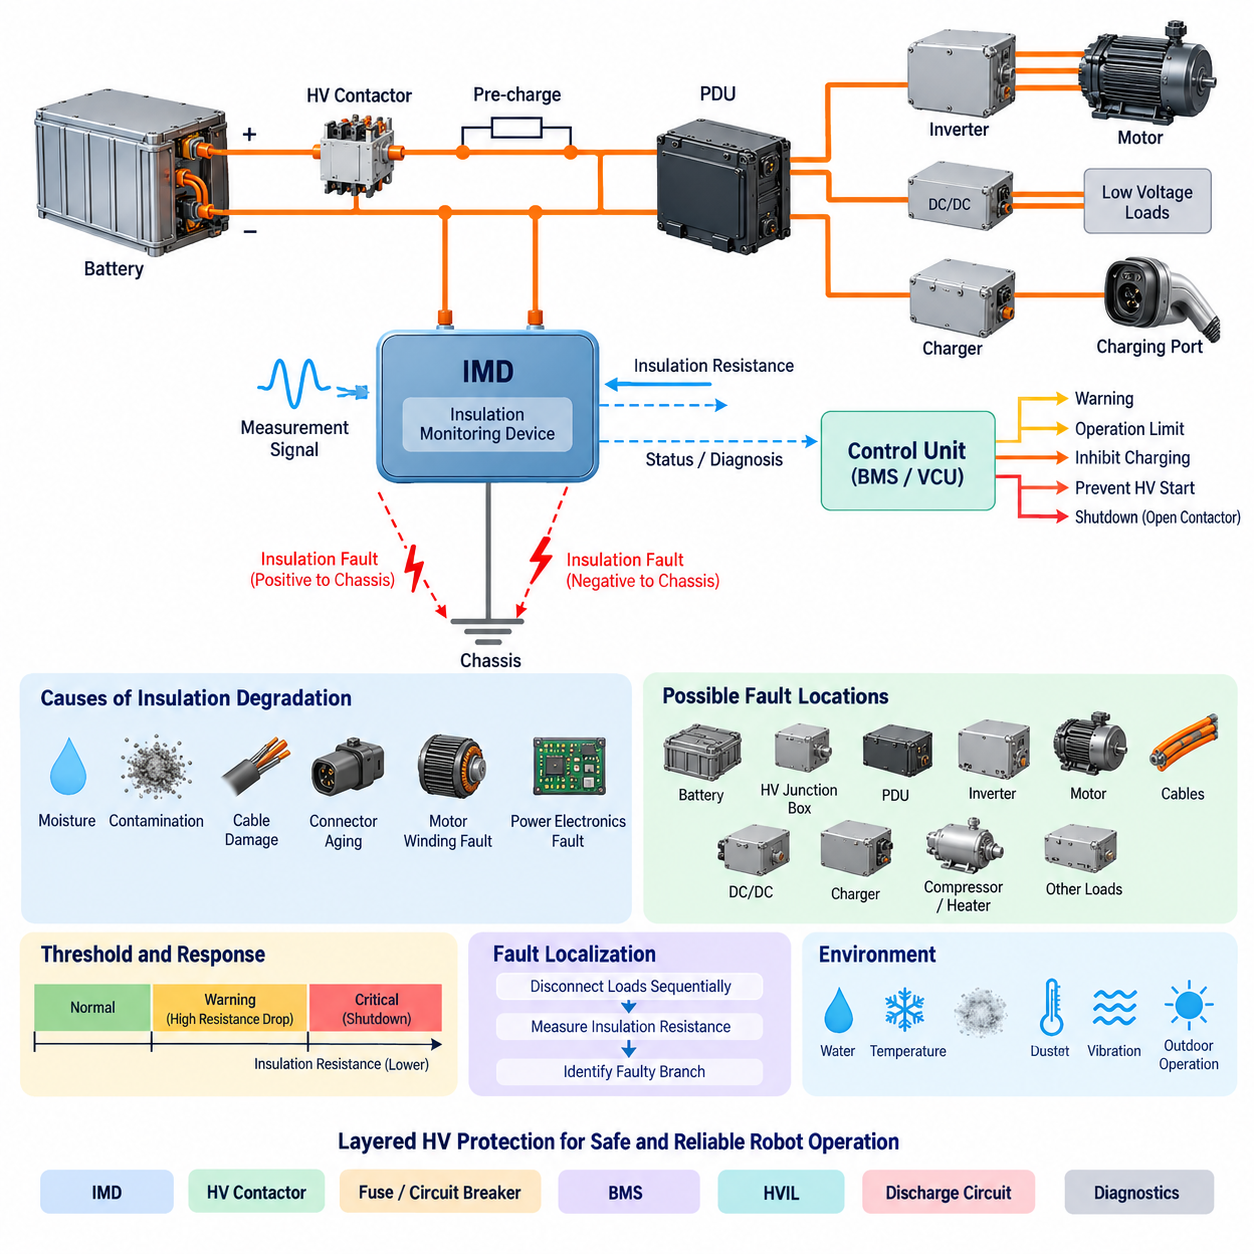 HV Contactor
Pre-charge
PDU
+
−
Battery
Inverter
Motor
DC/DC
Low Voltage
Loads
Charger
Charging Port
IMD
Insulation
Monitoring Device
Measurement
Signal
Insulation Resistance
Status / Diagnosis
Control Unit
(BMS / VCU)
Warning
Operation Limit
Inhibit Charging
Prevent HV Start
Shutdown (Open Contactor)
Insulation Fault
(Positive to Chassis)
Insulation Fault
(Negative to Chassis)
Chassis
Causes of Insulation Degradation
Moisture
Contamination
Cable
Damage
Connector
Aging
Motor
Winding Fault
Power Electronics
Fault
Possible Fault Locations
Battery
HV Junction
Box
PDU
Inverter
Motor
Cables
DC/DC
Charger
Compressor
/ Heater
Other Loads
Threshold and Response
Normal
Warning
(High Resistance Drop)
Critical
(Shutdown)
Insulation Resistance (Lower)
Fault Localization
Disconnect Loads Sequentially
Measure Insulation Resistance
Identify Faulty Branch
Environment
Water
Temperature
Vibration
Outdoor
Operation
Layered HV Protection for Safe and Reliable Robot Operation
IMD
HV Contactor
Fuse / Circuit Breaker
BMS
HVIL
Discharge Circuit
Diagnostics